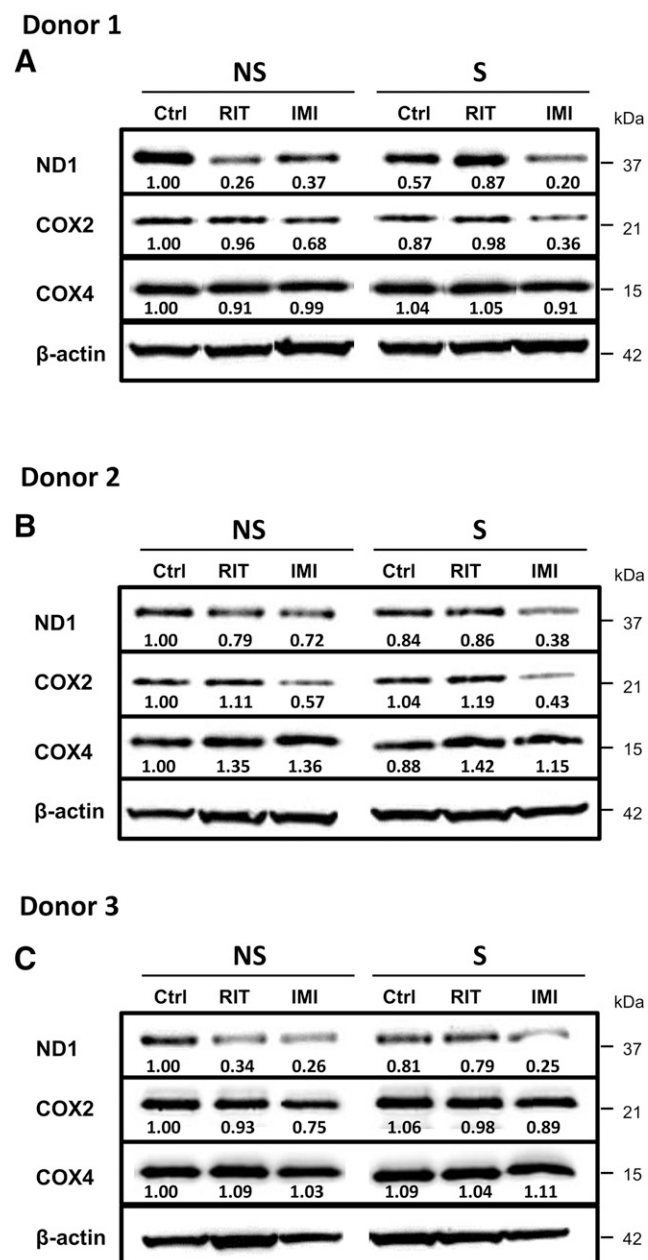 Donor 1
A
NS S
Ctrl RIT IMI Ctrl RIT IMI kDa
ND1 37
1.00 0.26 0.37 0.57 0.87 0.20
COX2 21
1.00 0.96 0.68 0.87 0.98 0.36
COX4 15
1.00 0.91 0.99 1.04 1.05 0.91
β-actin 42
Donor 2
B
NS S
Ctrl RIT IMI Ctrl RIT IMI kDa
ND1 37
1.00 0.79 0.72 0.84 0.86 0.38
COX2 21
1.00 1.11 0.57 1.04 1.19 0.43
COX4 15
1.00 1.35 1.36 0.88 1.42 1.15
β-actin 42
Donor 3
C
NS S
Ctrl RIT IMI Ctrl RIT IMI kDa
ND1 37
1.00 0.34 0.26 0.81 0.79 0.25
COX2 21
1.00 0.93 0.75 1.06 0.98 0.89
COX4 15
1.00 1.09 1.03 1.09 1.04 1.11
β-actin 42